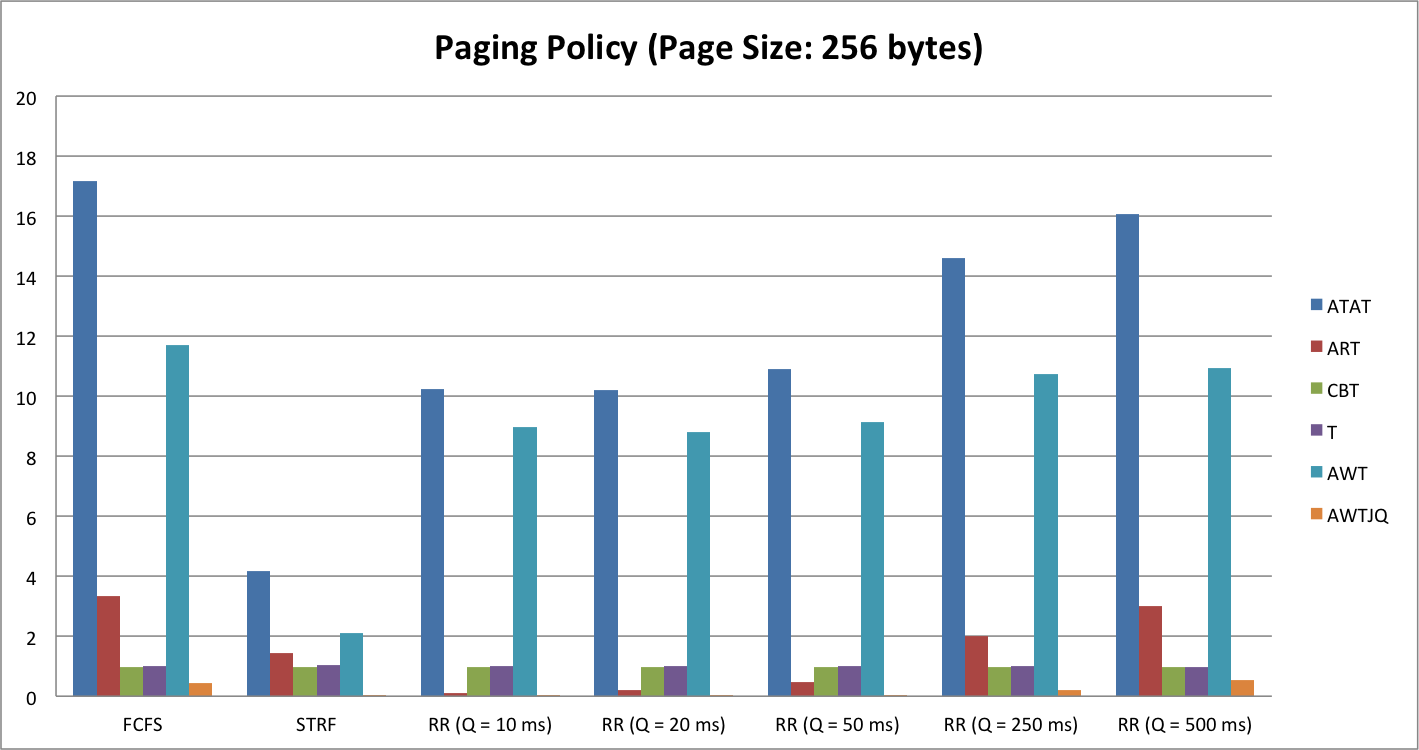 Paging Policy (Page Size: 256 bytes)
20
18
16
14
12
10
8
6
4
2
0
FCFS STRF RR (Q = 10 ms) RR (Q = 20 ms) RR (Q = 50 ms) RR (Q = 250 ms) RR (Q = 500 ms)
ATAT
ART
CBT
T
AWT
AWTJQ